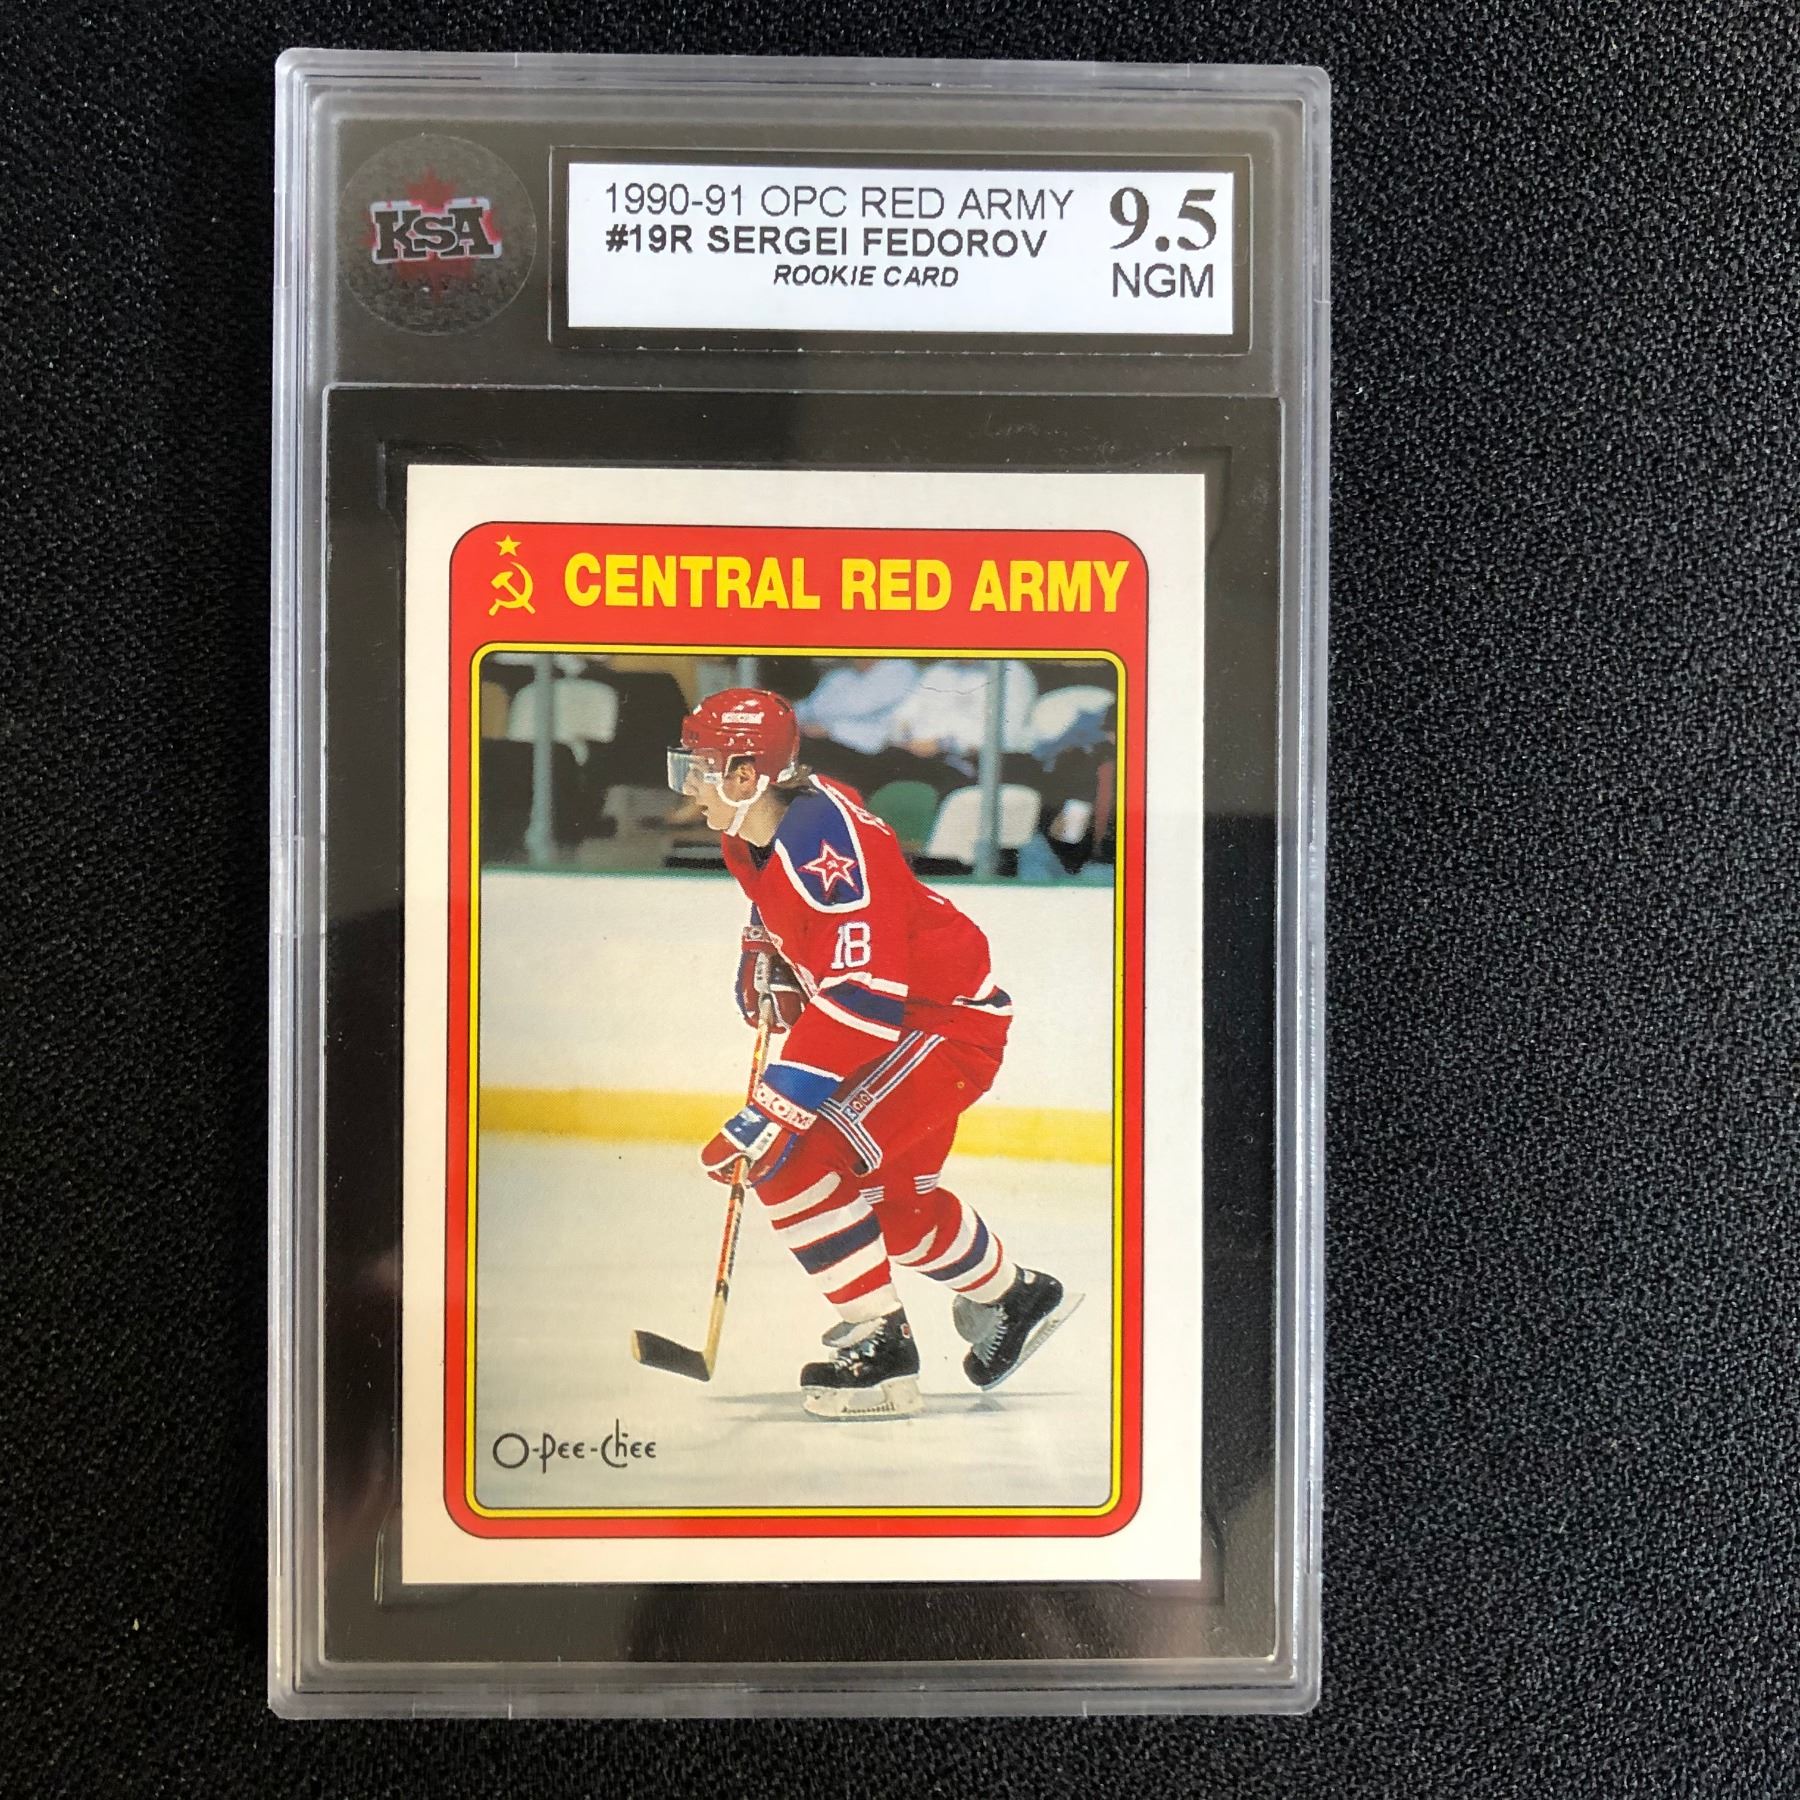 KSA
1990-91 OPC RED ARMY
#19R SERGEI FEDOROV
ROOKIE CARD
9.5
NGM
CENTRAL RED ARMY
18
CCM
O-Pee-Chee